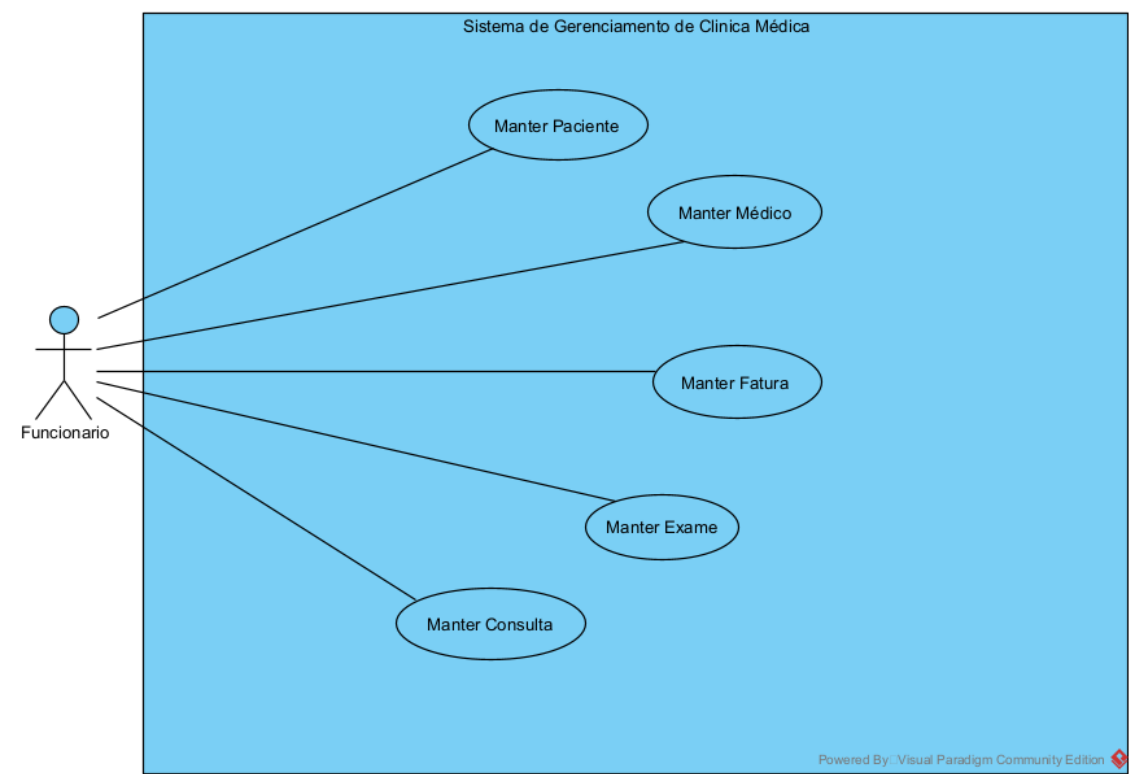 Sistema de Gerenciamento de Clinica Médica
Manter Paciente
Manter Médico
Manter Fatura
Funcionario
Manter Exame
Manter Consulta
Powered By Visual Paradigm Community Edition